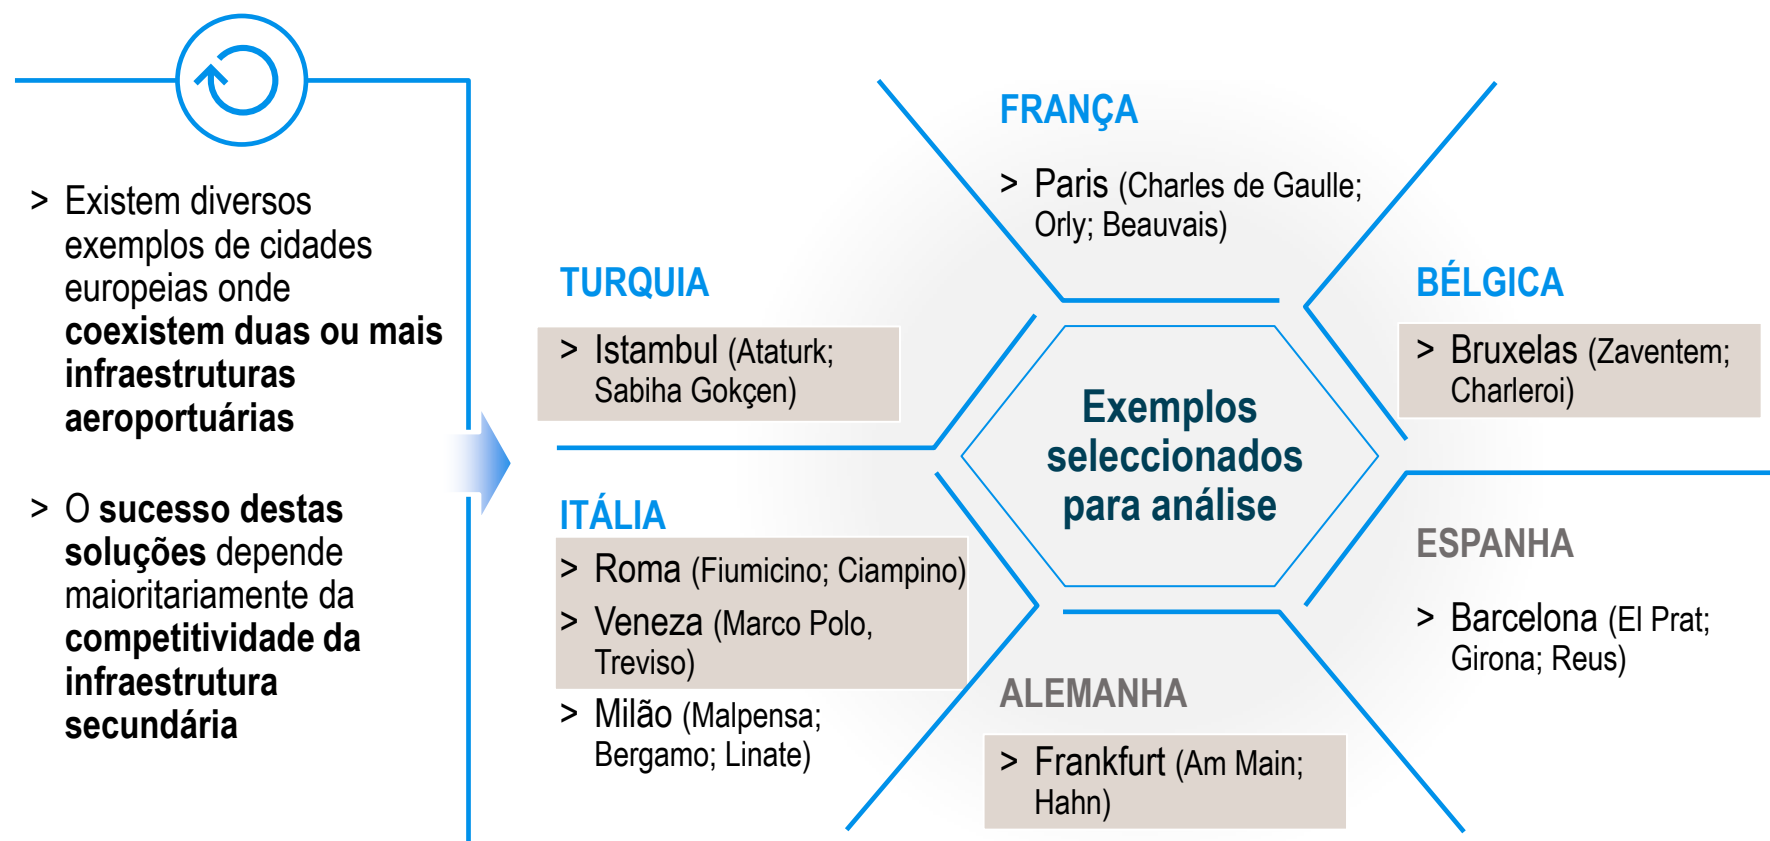 > Existem diversos
exemplos de cidades
europeias onde
coexistem duas ou mais
infraestruturas
aeroportuárias
> O sucesso destas
soluções depende
maioritariamente da
competitividade da
infraestrutura
secundária
FRANÇA
> Paris (Charles de Gaulle;
Orly; Beauvais)
TURQUIA
> Istambul (Ataturk;
Sabiha Gokçen)
BÉLGICA
> Bruxelas (Zaventem;
Charleroi)
Exemplos
seleccionados
para análise
ITÁLIA
> Roma (Fiumicino; Ciampino)
> Veneza (Marco Polo,
Treviso)
> Milão (Malpensa;
Bergamo; Linate)
ESPANHA
> Barcelona (El Prat;
Girona; Reus)
ALEMANHA
> Frankfurt (Am Main;
Hahn)